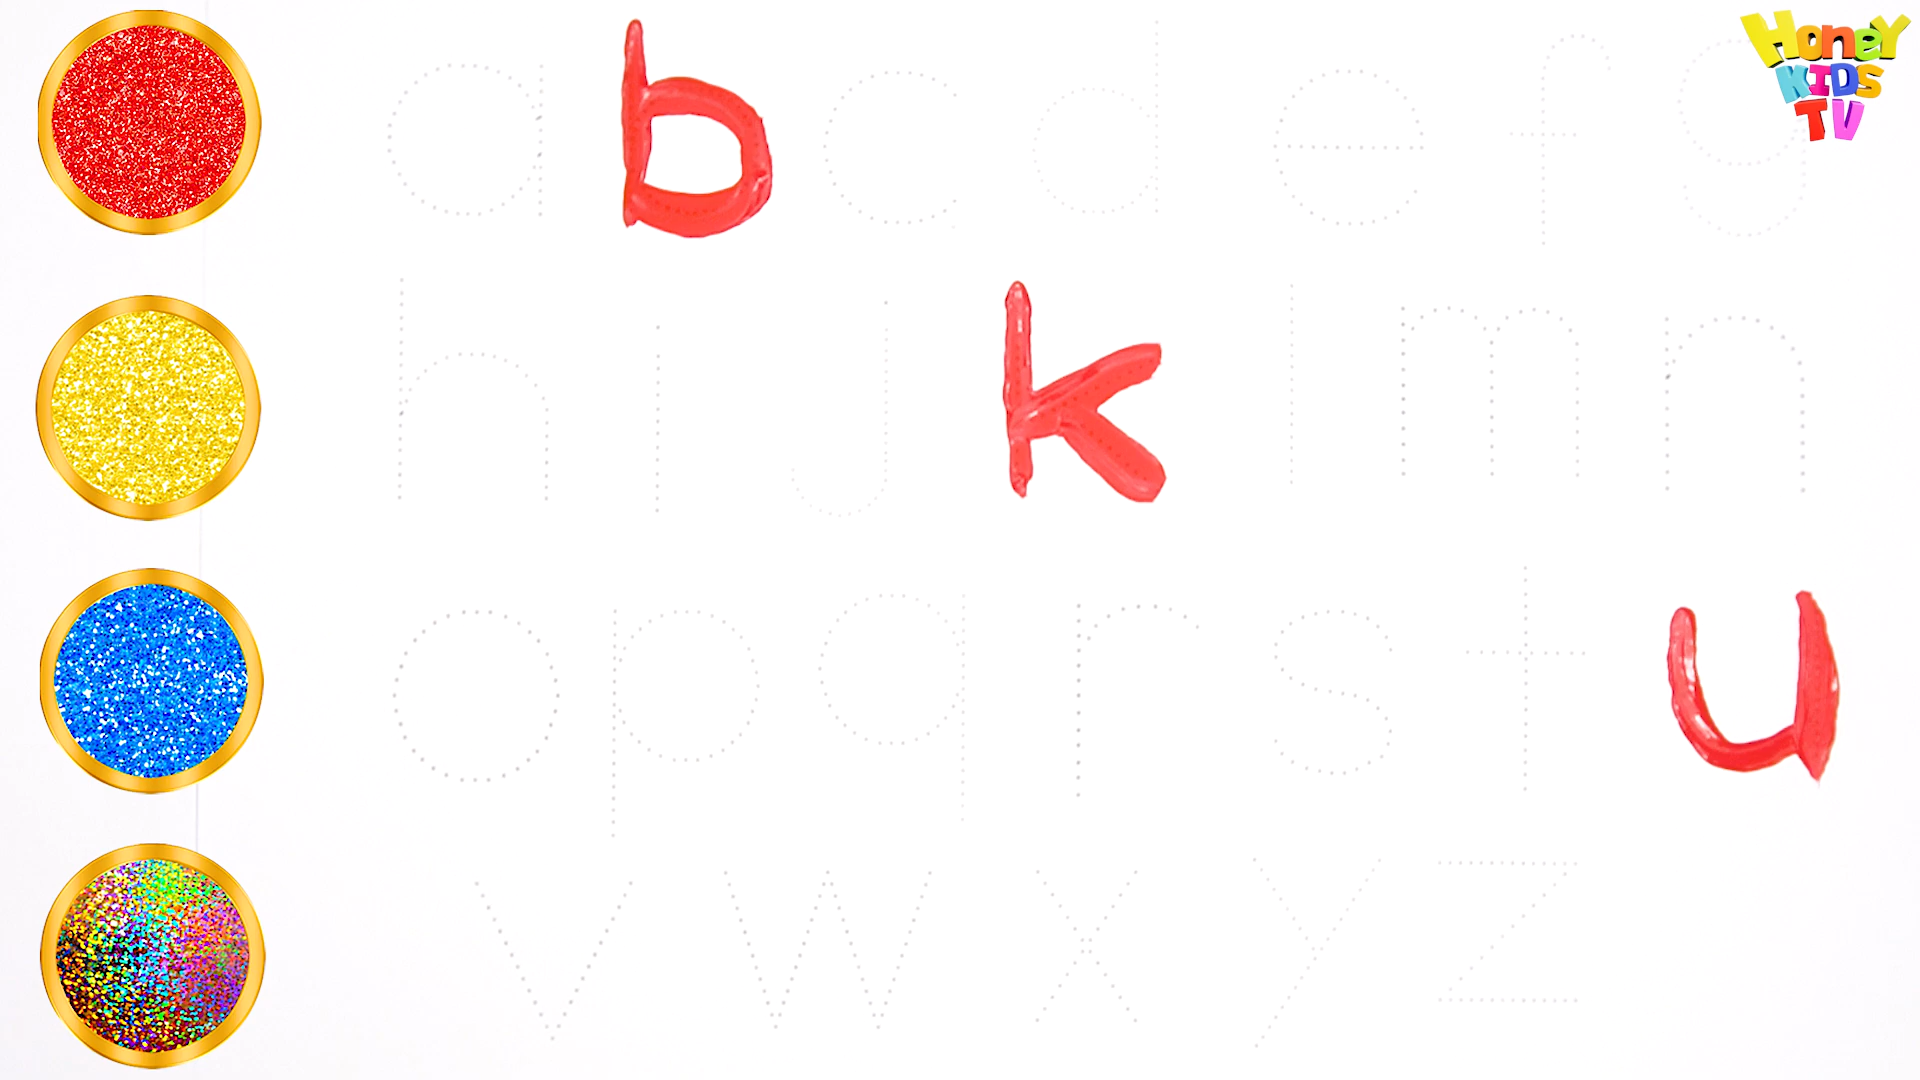 a b c d e f g
Honey
KIDS
TV
h i j k l m n
o p q r s t u
v w x y z